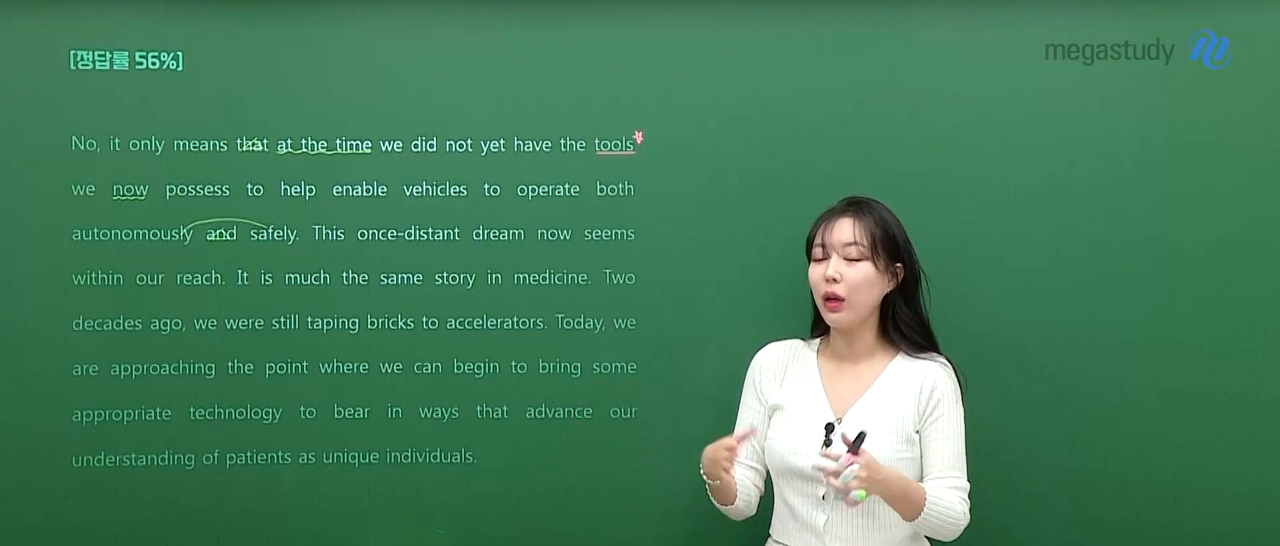 [정답률 56%]
megastudy
No, it only means that at the time we did not yet have the tools
we now possess to help enable vehicles to operate both
autonomously and safely. This once-distant dream now seems
within our reach. It is much the same story in medicine. Two
decades ago, we were still taping bricks to accelerators. Today, we
are approaching the point where we can begin to bring some
appropriate technology to bear in ways that advance our
understanding of patients as unique individuals.